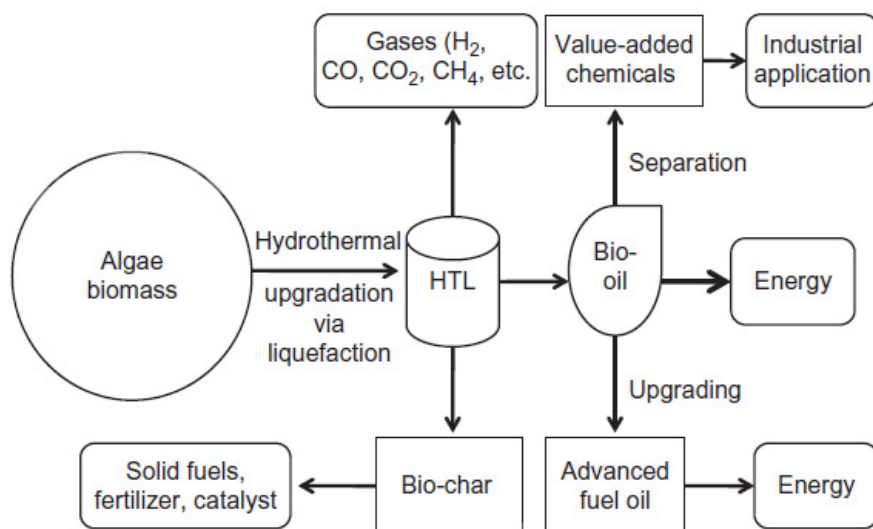 Gases (H₂,
CO, CO₂, CH₄, etc.
Value-added
chemicals
Industrial
application
Separation
Algae
biomass
Hydrothermal
upgradation
via
liquefaction
HTL
Bio-
oil
Energy
Upgrading
Solid fuels,
fertilizer, catalyst
Bio-char
Advanced
fuel oil
Energy